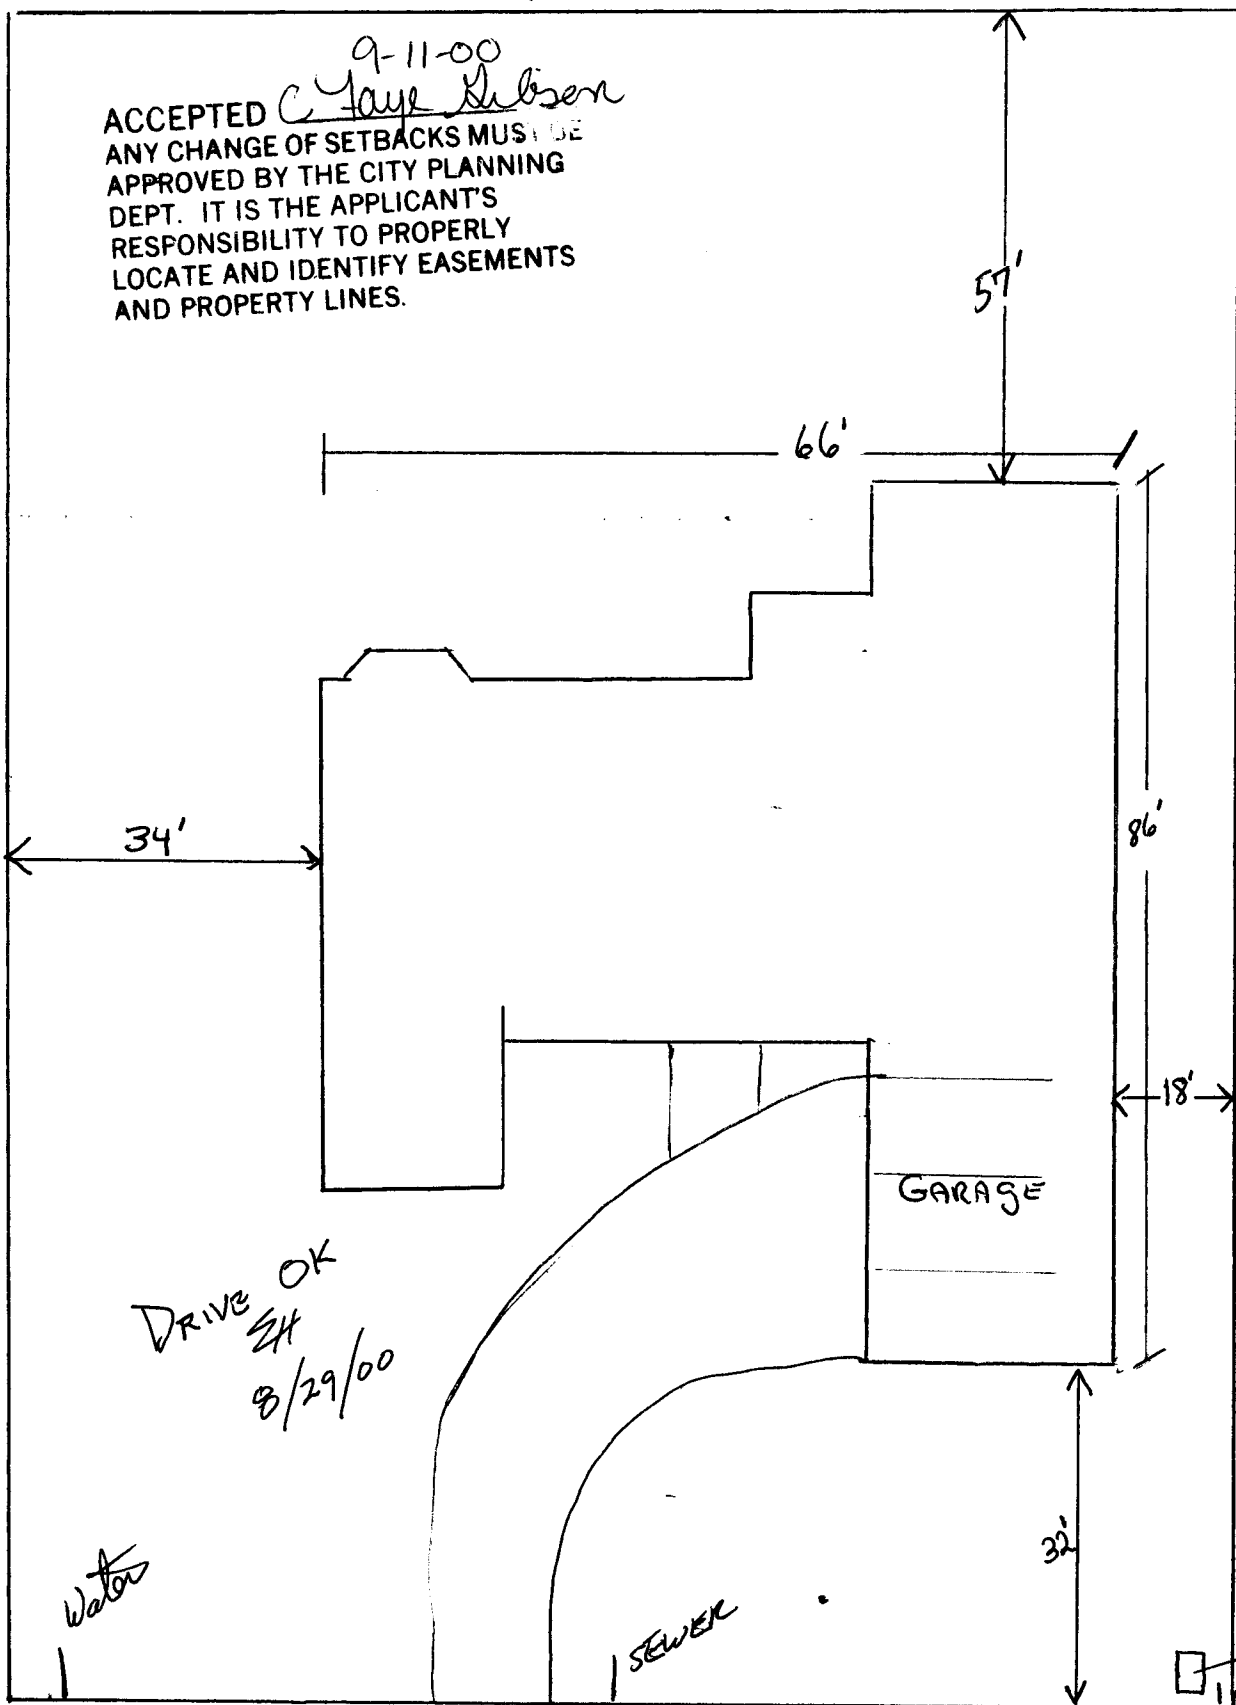 9-11-00
ACCEPTED C Faye Gibson
ANY CHANGE OF SETBACKS MUST BE
APPROVED BY THE CITY PLANNING
DEPT. IT IS THE APPLICANT'S
RESPONSIBILITY TO PROPERLY
LOCATE AND IDENTIFY EASEMENTS
AND PROPERTY LINES.
57'
66'
34'
86'
18'
GARAGE
DRIVE OK
EH
8/29/00
32'
Water
SEWER